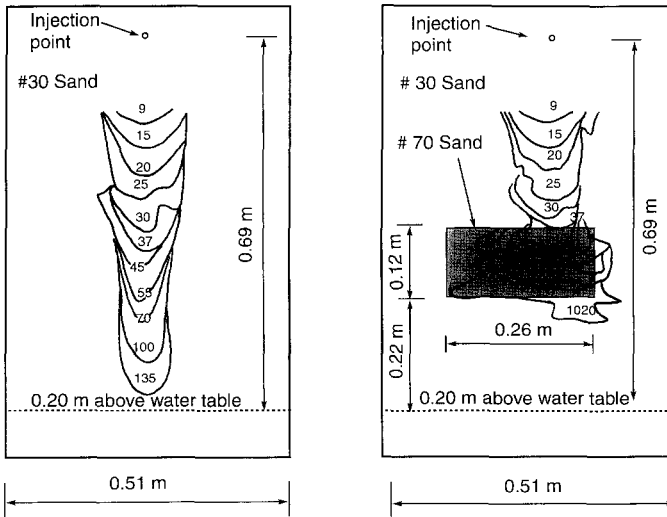 Injection
point
#30 Sand
9
15
20
25
30
37
45
55
70
100
135
0.69 m
0.20 m above water table
0.51 m
Injection
point
# 30 Sand
# 70 Sand
9
15
20
25
30
37
1020
0.12 m
0.22 m
0.26 m
0.69 m
0.20 m above water table
0.51 m